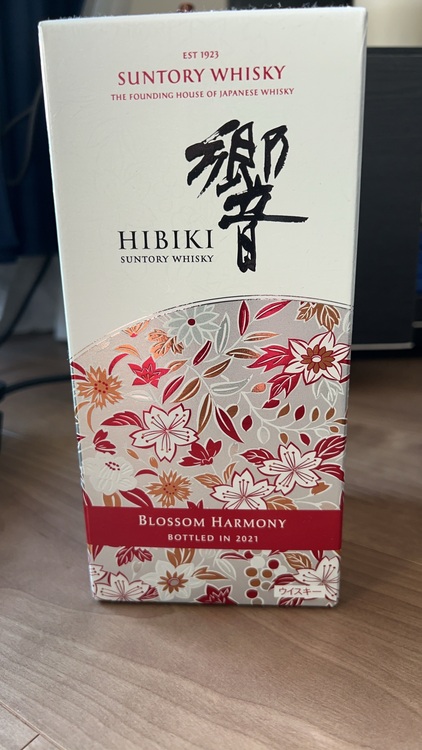 EST 1923
SUNTORY WHISKY
THE FOUNDING HOUSE OF JAPANESE WHISKY
響
HIBIKI
SUNTORY WHISKY
BLOSSOM HARMONY
BOTTLED IN 2021
ウイスキー